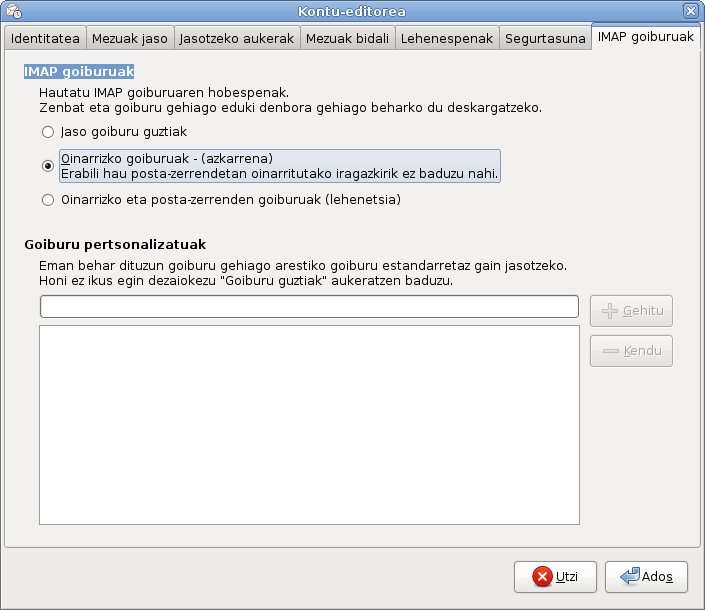 Kontu-editorea
Identitatea Mezuak jaso Jasotzeko aukerak Mezuak bidali Lehenespenak Segurtasuna IMAP goiburuak
IMAP goiburuak
Hautatu IMAP goiburuaren hobespenak.
Zenbat eta goiburu gehiago eduki denbora gehiago beharko du deskargatzeko.
Jaso goiburu guztiak
Oinarrizko goiburuak - (azkarrena)
Erabili hau posta-zerrendetan oinarritutako iragazkirik ez baduzu nahi.
Oinarrizko eta posta-zerrenden goiburuak (lehenetsia)
Goiburu pertsonalizatuak
Eman behar dituzun goiburu gehiago arestiko goiburu estandarretaz gain jasotzeko.
Honi ez ikus egin dezaiokezu "Goiburu guztiak" aukeratzen baduzu.
Gehitu
Kendu
Utzi Ados